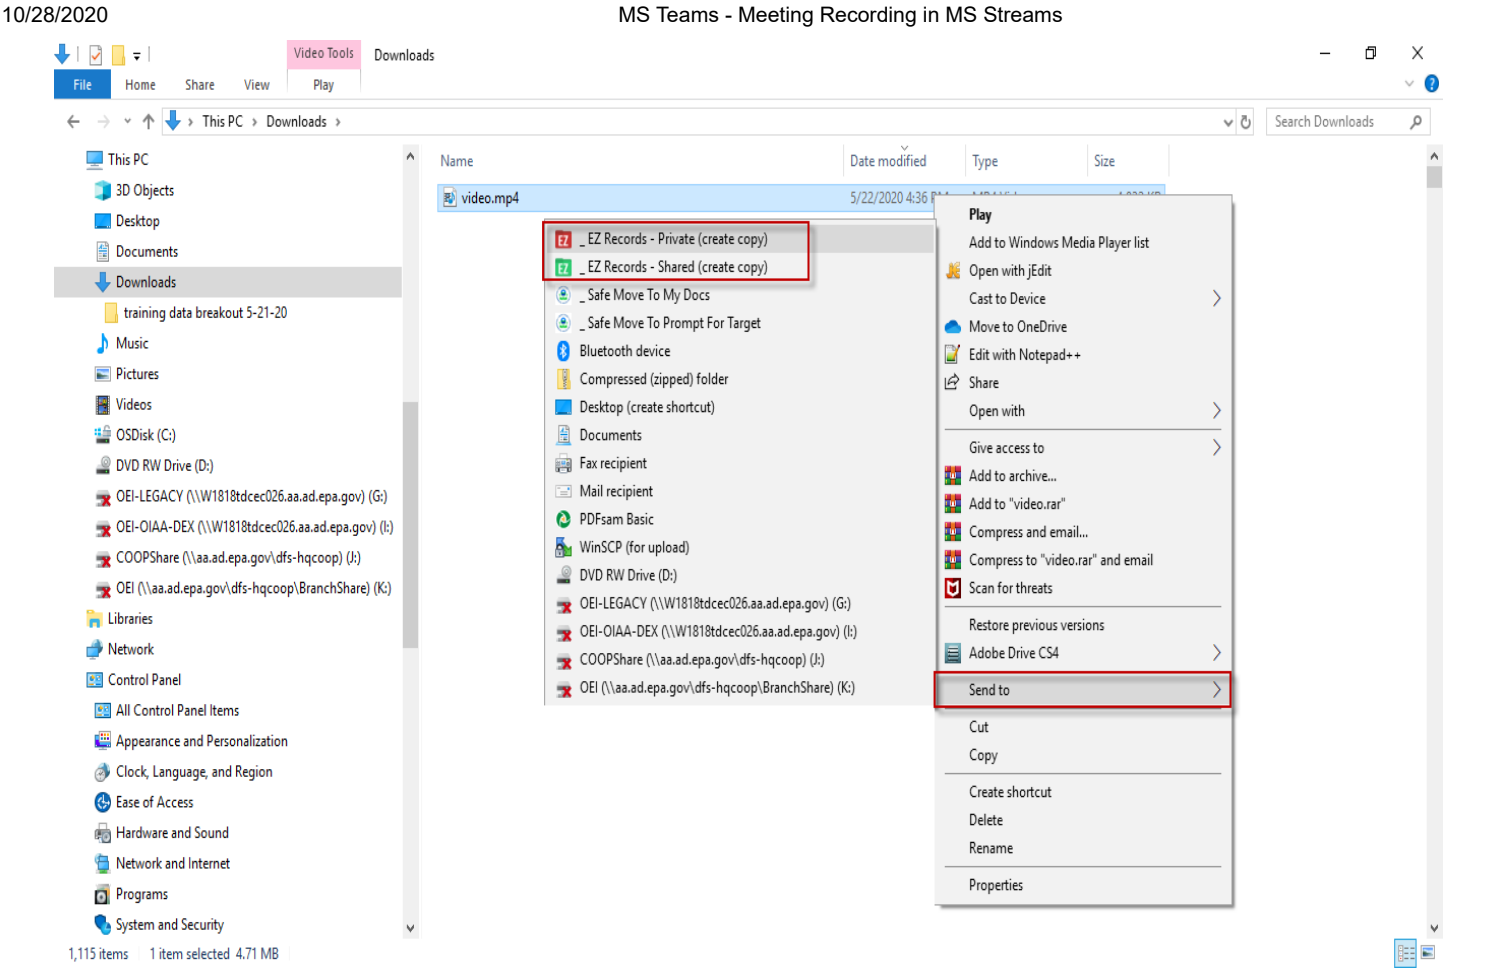 10/28/2020
MS Teams - Meeting Recording in MS Streams
Video Tools
Downloads
File
Home
Share
View
Play
This PC
Downloads
Search Downloads
This PC
3D Objects
Desktop
Documents
Downloads
training data breakout 5-21-20
Music
Pictures
Videos
OSDisk (C:)
DVD RW Drive (D:)
OEI-LEGACY (\\W1818tdcec026.aa.ad.epa.gov) (G:)
OEI-OIAA-DEX (\\W1818tdcec026.aa.ad.epa.gov) (I:)
COOPShare (\\aa.ad.epa.gov\dfs-hqcoop) (J:)
OEI (\\aa.ad.epa.gov\dfs-hqcoop\BranchShare) (K:)
Libraries
Network
Control Panel
All Control Panel Items
Appearance and Personalization
Clock, Language, and Region
Ease of Access
Hardware and Sound
Network and Internet
Programs
System and Security
Name
Date modified
Type
Size
video.mp4
5/22/2020 4:36
_ EZ Records - Private (create copy)
_ EZ Records - Shared (create copy)
_ Safe Move To My Docs
_ Safe Move To Prompt For Target
Bluetooth device
Compressed (zipped) folder
Desktop (create shortcut)
Documents
Fax recipient
Mail recipient
PDFsam Basic
WinSCP (for upload)
DVD RW Drive (D:)
OEI-LEGACY (\\W1818tdcec026.aa.ad.epa.gov) (G:)
OEI-OIAA-DEX (\\W1818tdcec026.aa.ad.epa.gov) (I:)
COOPShare (\\aa.ad.epa.gov\dfs-hqcoop) (J:)
OEI (\\aa.ad.epa.gov\dfs-hqcoop\BranchShare) (K:)
Play
Add to Windows Media Player list
Open with jEdit
Cast to Device
Move to OneDrive
Edit with Notepad++
Share
Open with
Give access to
Add to archive...
Add to "video.rar"
Compress and email...
Compress to "video.rar" and email
Scan for threats
Restore previous versions
Adobe Drive CS4
Send to
Cut
Copy
Create shortcut
Delete
Rename
Properties
1,115 items
1 item selected 4.71 MB